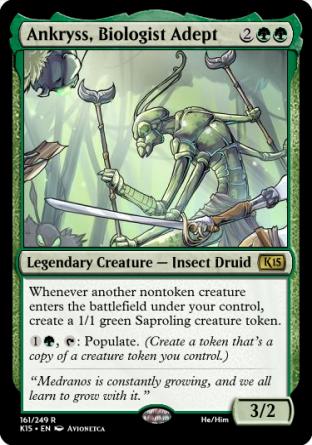 Ankryss, Biologist Adept 2
Legendary Creature — Insect Druid K15
Whenever another nontoken creature
enters the battlefield under your control,
create a 1/1 green Saproling creature token.
1 , : Populate. (Create a token that's a
copy of a creature token you control.)
"Medranos is constantly growing, and we all
learn to grow with it."
3/2
161/249 R He/Him
K15 • EN Avionetca